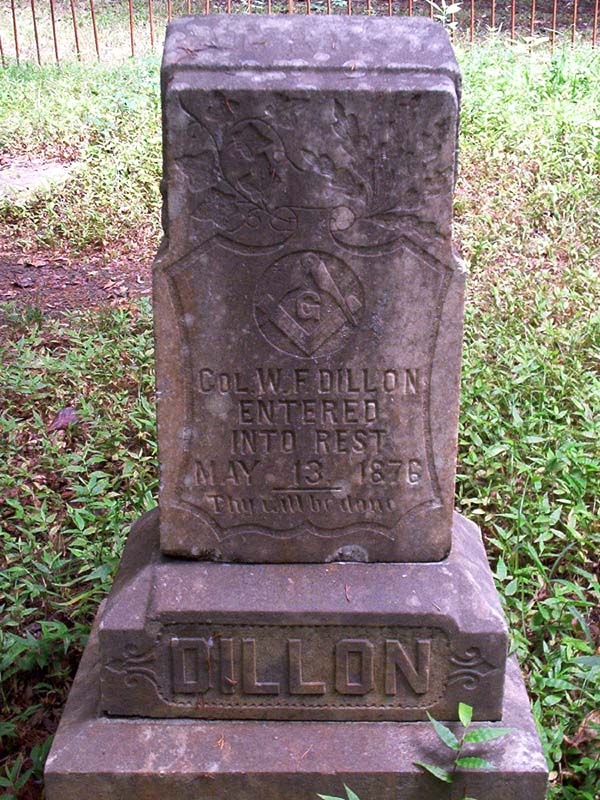 G
COL. W. F. DILLON
ENTERED
INTO REST
MAY 13, 1876
Thy will be done
DILLON